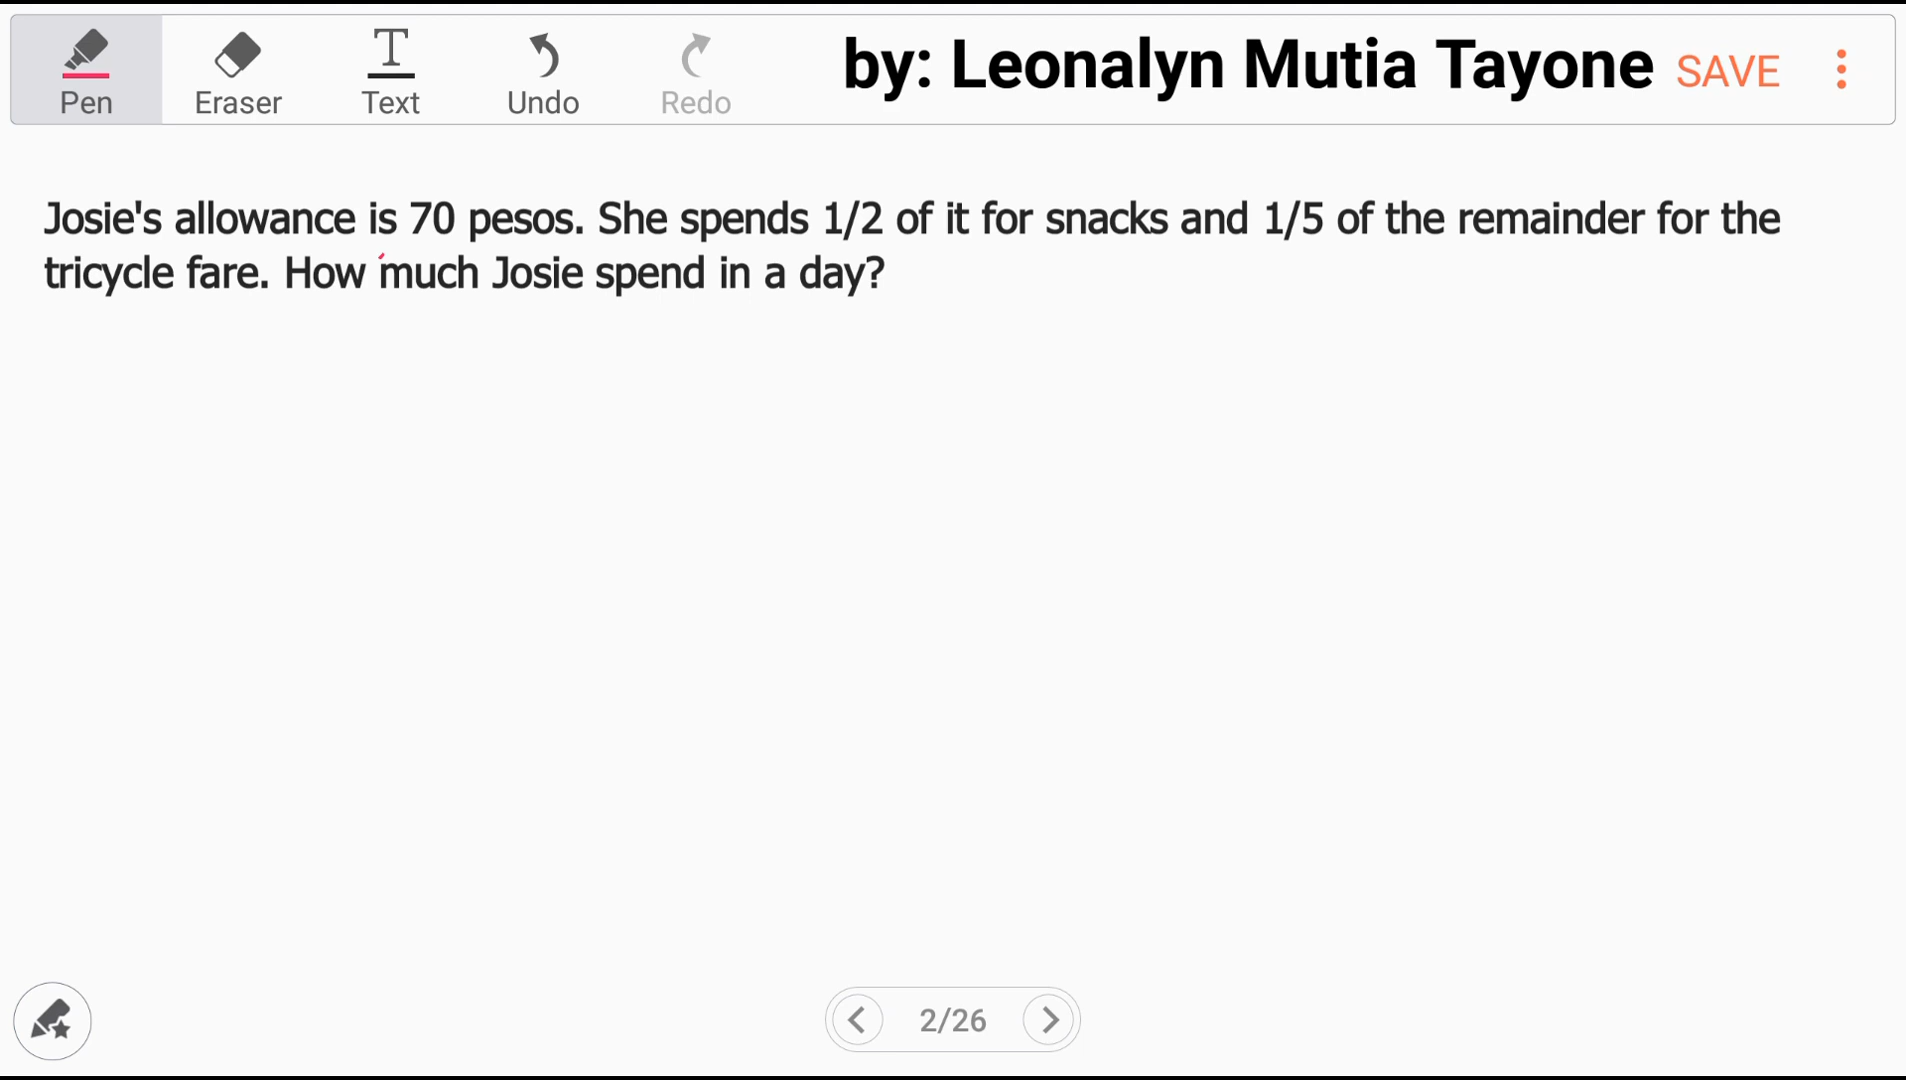 Pen
Eraser
Text
Undo
Redo
by: Leonalyn Mutia Tayone
SAVE
Josie's allowance is 70 pesos. She spends 1/2 of it for snacks and 1/5 of the remainder for the
tricycle fare. How much Josie spend in a day?
2/26